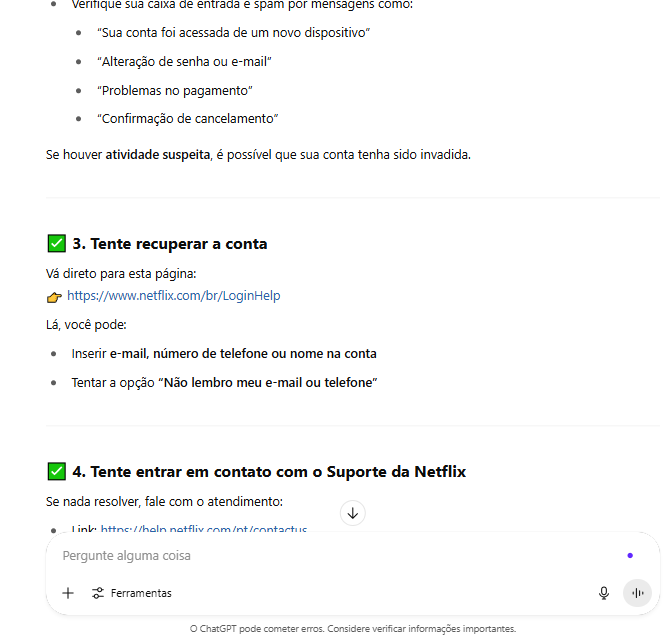 Verifique sua caixa de entrada e spam por mensagens como:
“Sua conta foi acessada de um novo dispositivo”
“Alteração de senha ou e-mail”
“Problemas no pagamento”
“Confirmação de cancelamento”
Se houver atividade suspeita, é possível que sua conta tenha sido invadida.
✅ 3. Tente recuperar a conta
Vá direto para esta página:
👉 https://www.netflix.com/br/LoginHelp
Lá, você pode:
Inserir e-mail, número de telefone ou nome na conta
Tentar a opção “Não lembro meu e-mail ou telefone”
✅ 4. Tente entrar em contato com o Suporte da Netflix
Se nada resolver, fale com o atendimento:
Link: https://help.netflix.com/pt/contactus
Pergunte alguma coisa
Ferramentas
O ChatGPT pode cometer erros. Considere verificar informações importantes.